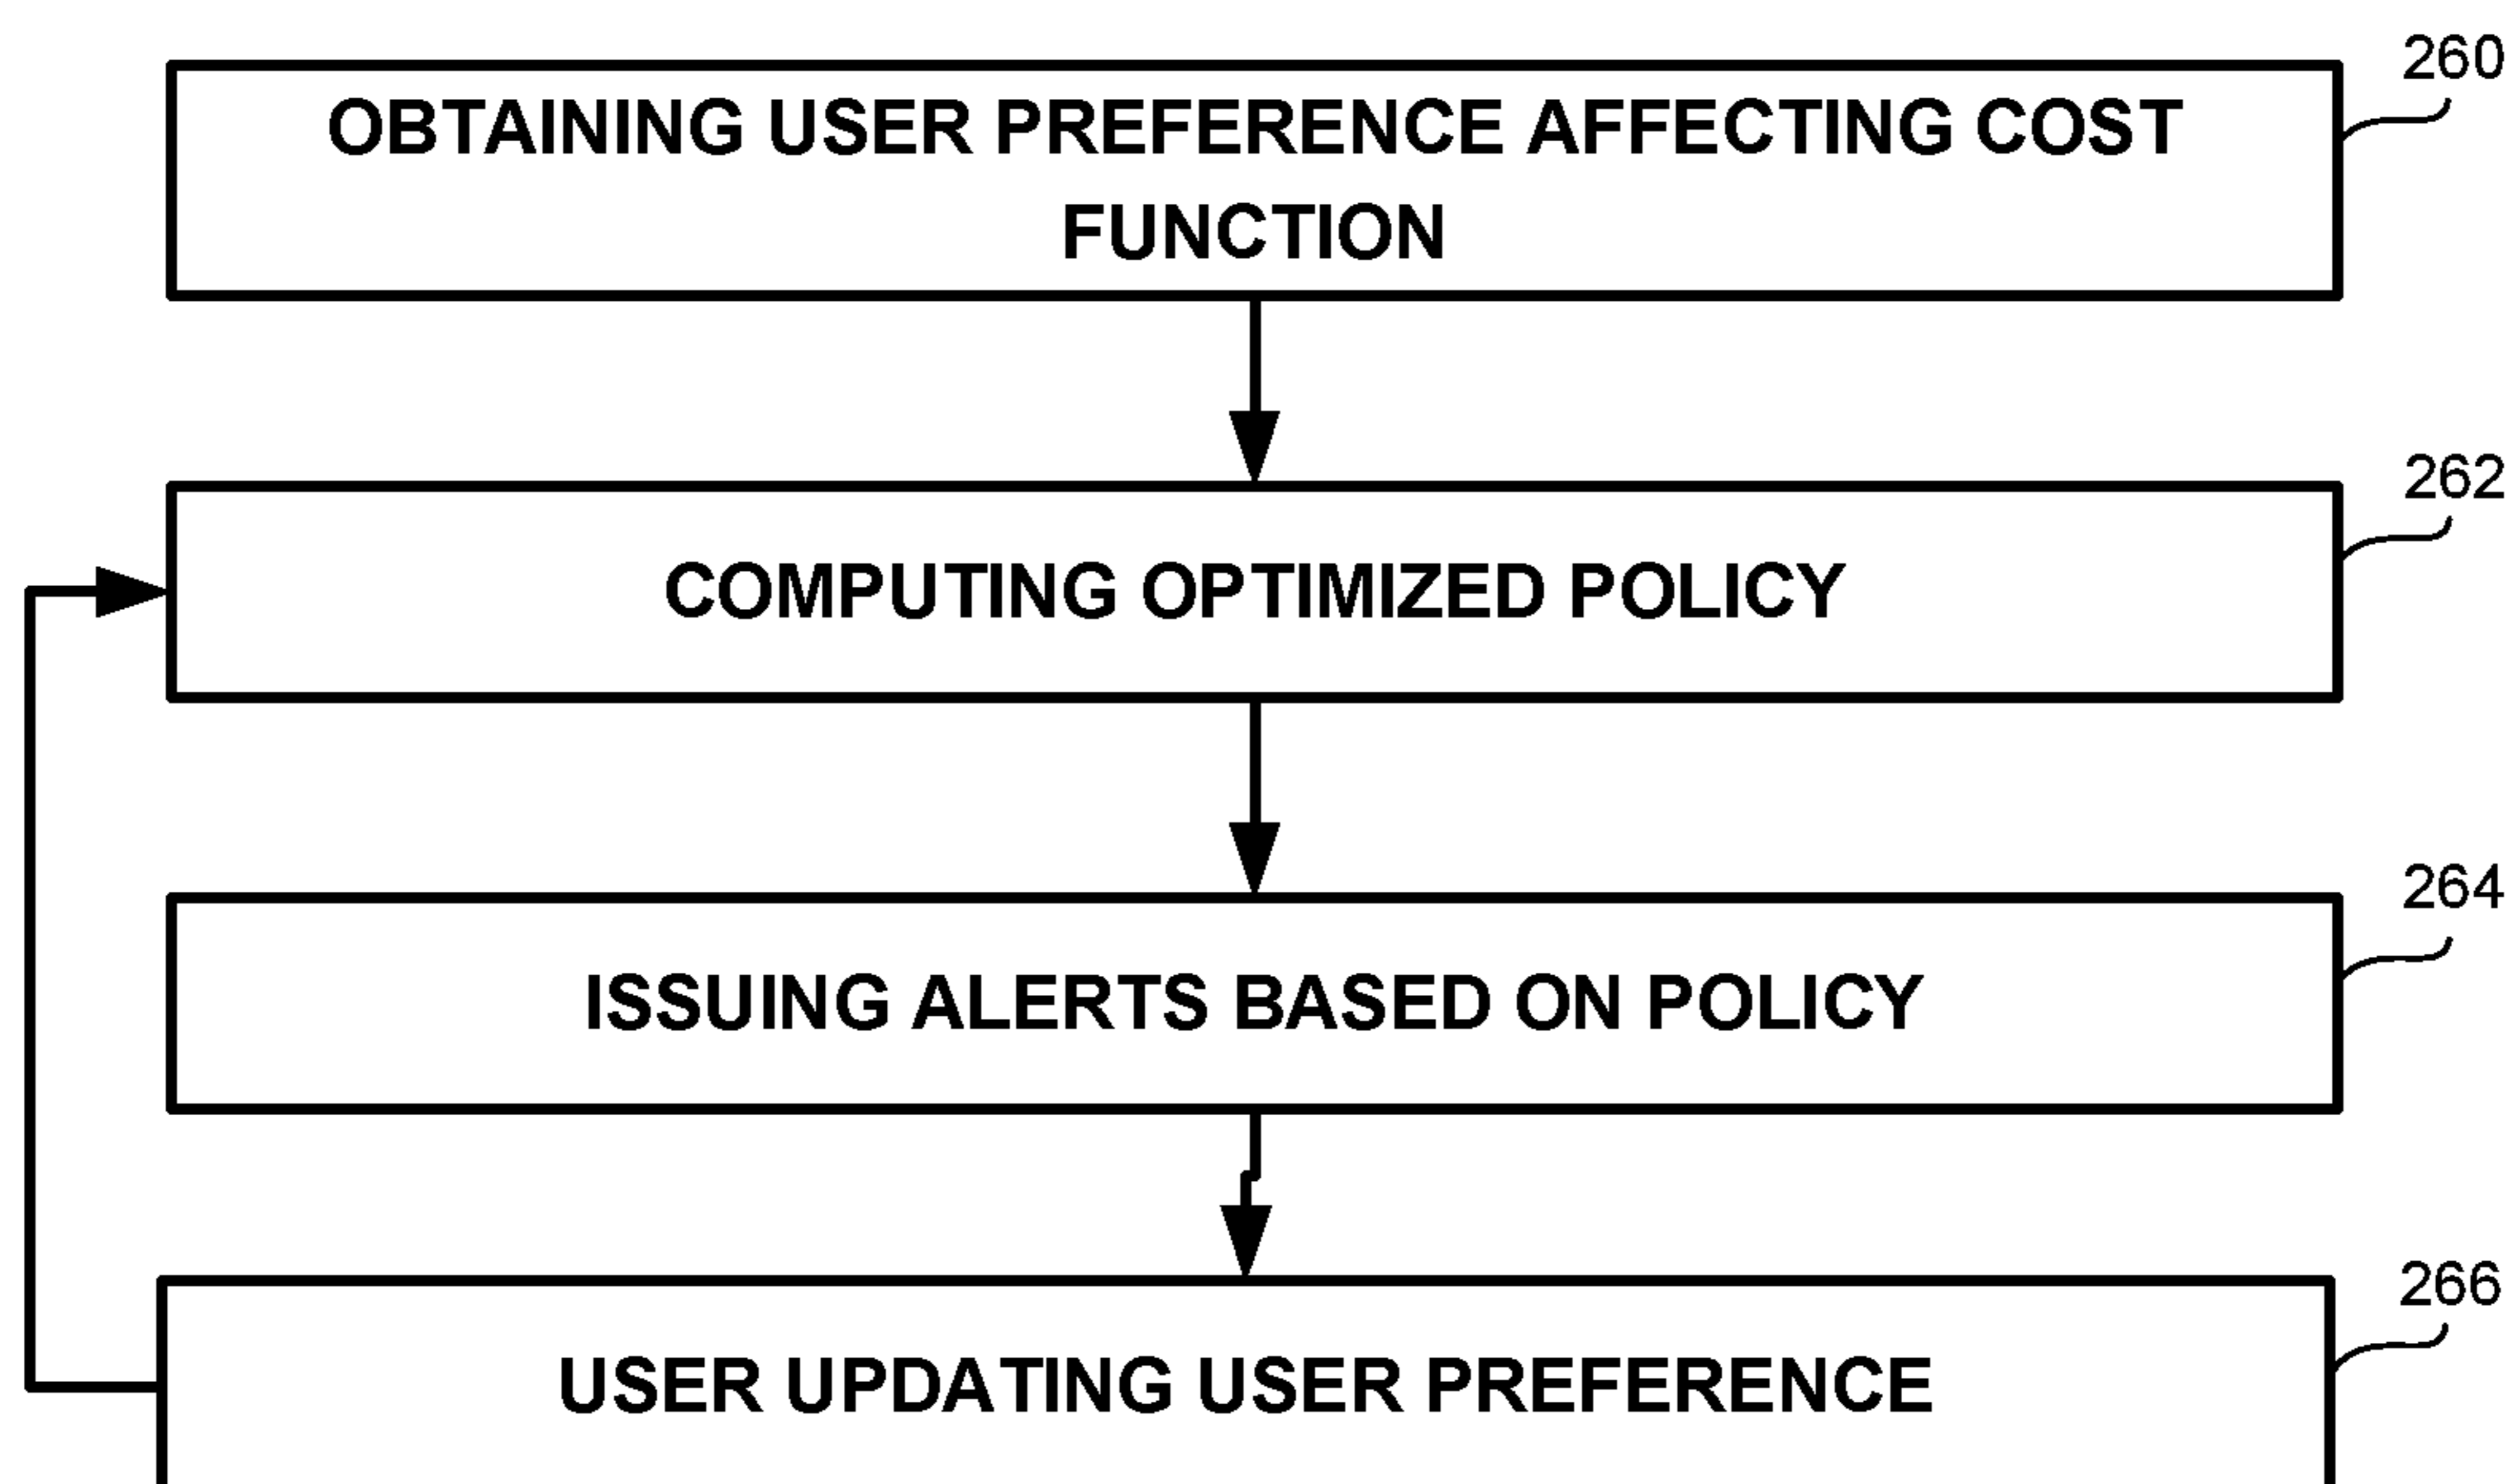 260
OBTAINING USER PREFERENCE AFFECTING COST
FUNCTION
262
COMPUTING OPTIMIZED POLICY
264
ISSUING ALERTS BASED ON POLICY
266
USER UPDATING USER PREFERENCE